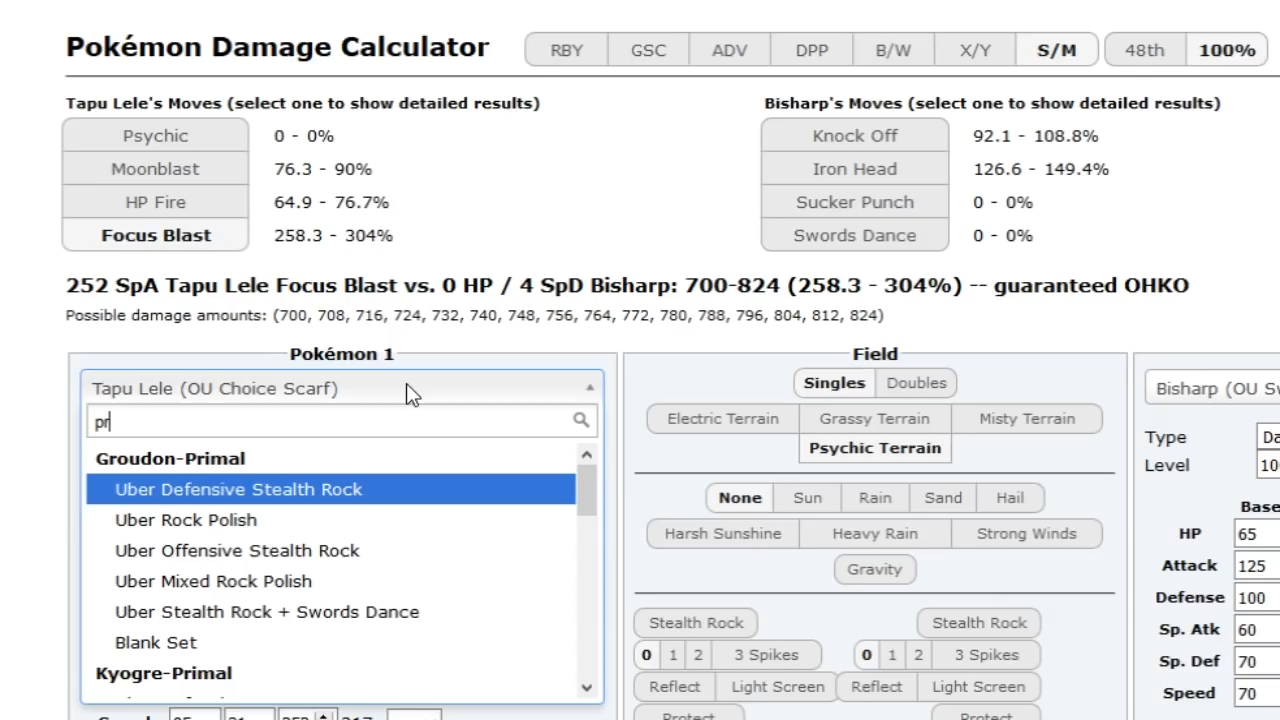 Pokémon Damage Calculator
RBY GSC ADV DPP B/W X/Y S/M 48th 100%
Tapu Lele's Moves (select one to show detailed results)
Psychic 0 - 0%
Moonblast 76.3 - 90%
HP Fire 64.9 - 76.7%
Focus Blast 258.3 - 304%
Bisharp's Moves (select one to show detailed results)
Knock Off 92.1 - 108.8%
Iron Head 126.6 - 149.4%
Sucker Punch 0 - 0%
Swords Dance 0 - 0%
252 SpA Tapu Lele Focus Blast vs. 0 HP / 4 SpD Bisharp: 700-824 (258.3 - 304%) -- guaranteed OHKO
Possible damage amounts: (700, 708, 716, 724, 732, 740, 748, 756, 764, 772, 780, 788, 796, 804, 812, 824)
Pokémon 1
Tapu Lele (OU Choice Scarf)
pr
Groudon-Primal
Uber Defensive Stealth Rock
Uber Rock Polish
Uber Offensive Stealth Rock
Uber Mixed Rock Polish
Uber Stealth Rock + Swords Dance
Blank Set
Kyogre-Primal
Field
Singles Doubles
Electric Terrain Grassy Terrain Misty Terrain
Psychic Terrain
None Sun Rain Sand Hail
Harsh Sunshine Heavy Rain Strong Winds
Gravity
Stealth Rock Stealth Rock
0 1 2 3 Spikes 0 1 2 3 Spikes
Reflect Light Screen Reflect Light Screen
Protect Protect
Bisharp (OU Sw
Type Da
Level 10
Base
HP 65
Attack 125
Defense 100
Sp. Atk 60
Sp. Def 70
Speed 70